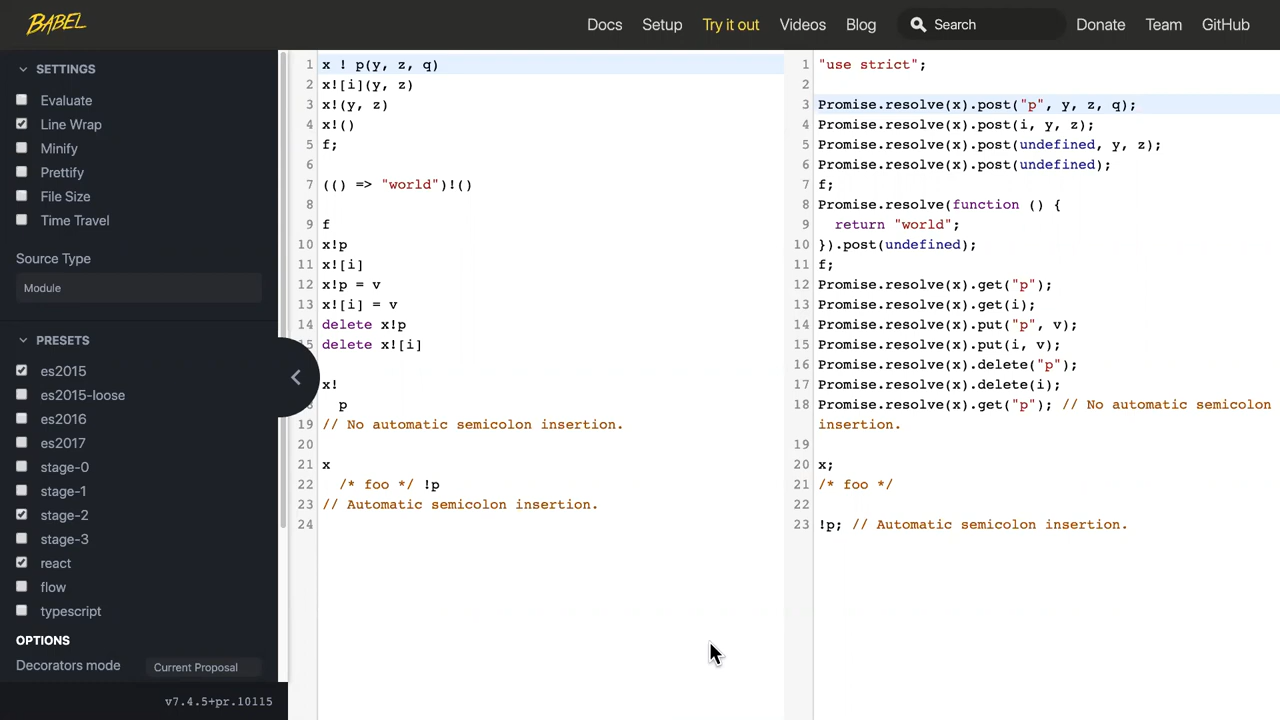 BABEL
Docs Setup Try it out Videos Blog Search Donate Team GitHub
SETTINGS
Evaluate
Line Wrap
Minify
Prettify
File Size
Time Travel
Source Type
Module
PRESETS
es2015
es2015-loose
es2016
es2017
stage-0
stage-1
stage-2
stage-3
react
flow
typescript
OPTIONS
Decorators mode Current Proposal
v7.4.5+pr.10115
1 x ! p(y, z, q)
2 x![i](y, z)
3 x!(y, z)
4 x!()
5 f;
6
7 (() => "world")!()
8
9 f
10 x!p
11 x![i]
12 x!p = v
13 x![i] = v
14 delete x!p
15 delete x![i]
x!
8 p
19 // No automatic semicolon insertion.
20
21 x
22 /* foo */ !p
23 // Automatic semicolon insertion.
24
1 "use strict";
2
3 Promise.resolve(x).post("p", y, z, q);
4 Promise.resolve(x).post(i, y, z);
5 Promise.resolve(x).post(undefined, y, z);
6 Promise.resolve(x).post(undefined);
7 f;
8 Promise.resolve(function () {
9 return "world";
10 }).post(undefined);
11 f;
12 Promise.resolve(x).get("p");
13 Promise.resolve(x).get(i);
14 Promise.resolve(x).put("p", v);
15 Promise.resolve(x).put(i, v);
16 Promise.resolve(x).delete("p");
17 Promise.resolve(x).delete(i);
18 Promise.resolve(x).get("p"); // No automatic semicolon
insertion.
19
20 x;
21 /* foo */
22
23 !p; // Automatic semicolon insertion.